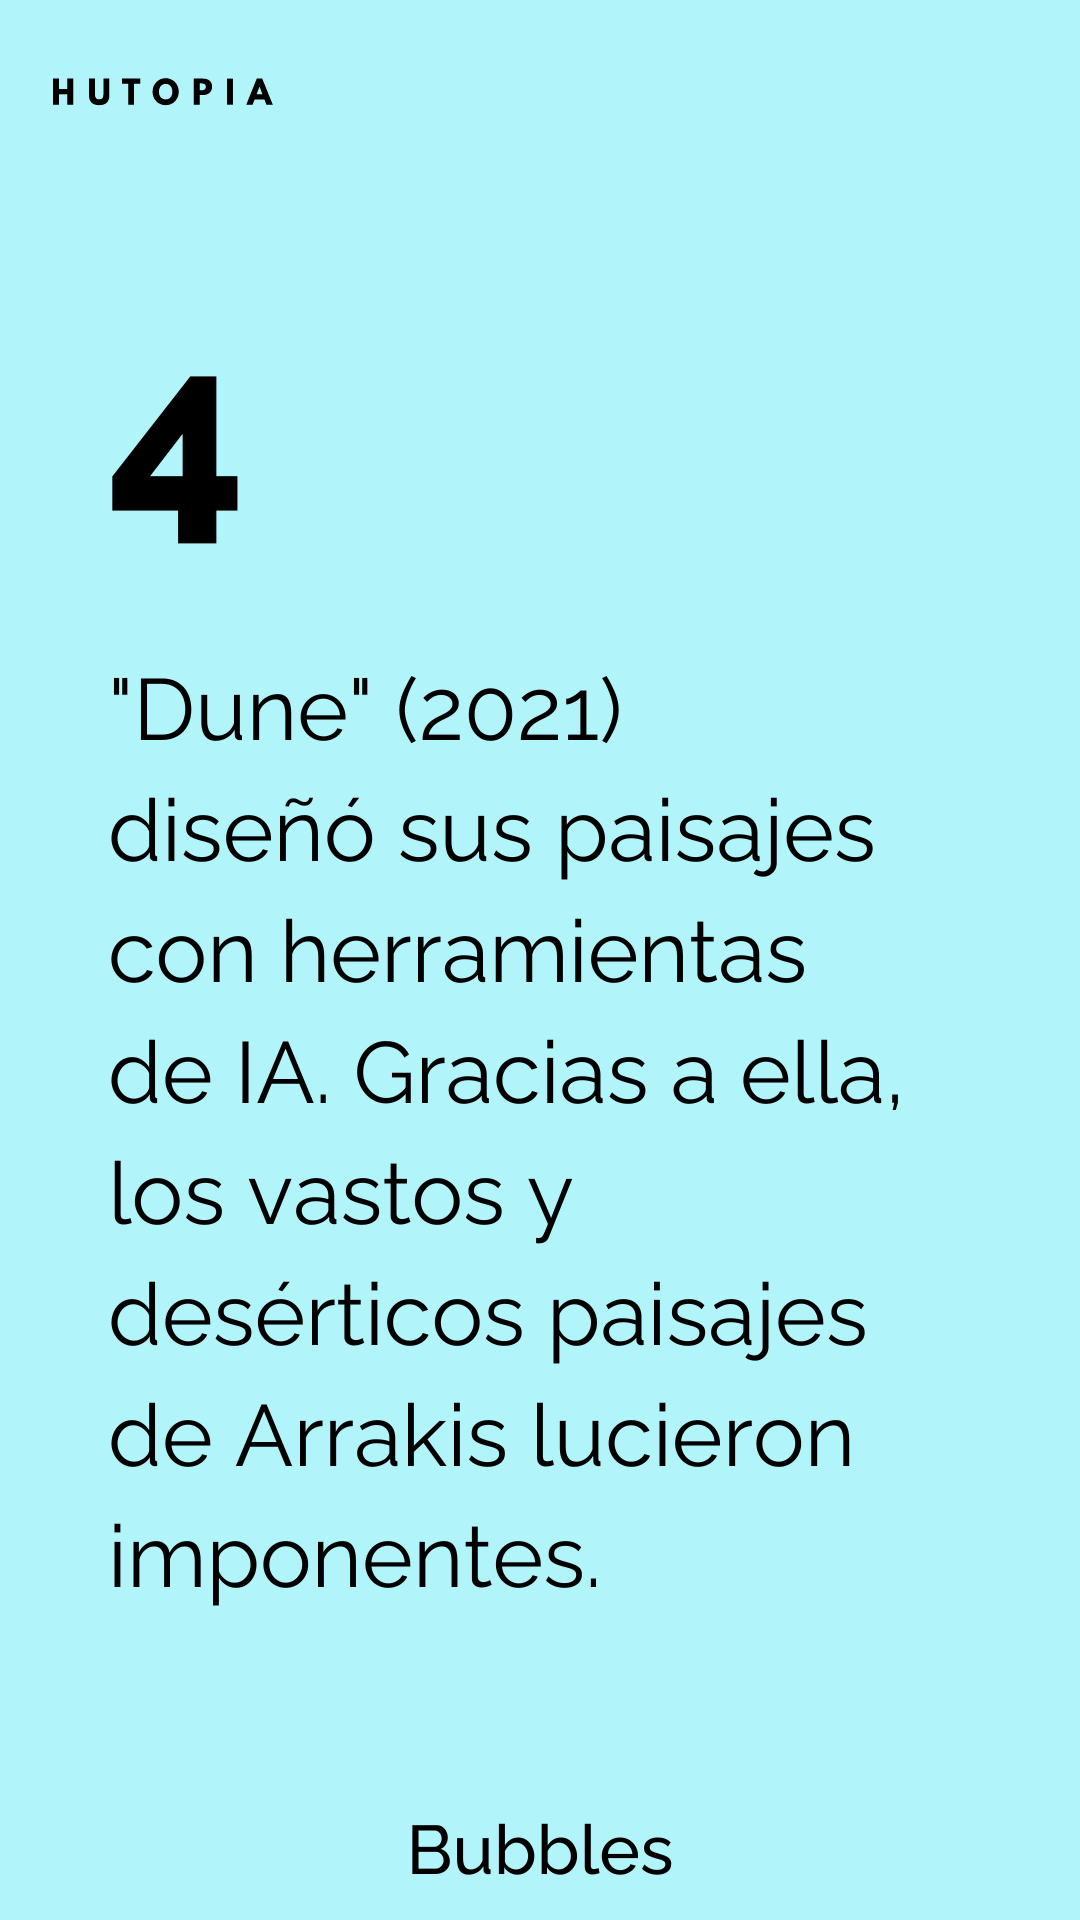 HUTOPIA
4
"Dune" (2021)
diseñó sus paisajes
con herramientas
de IA. Gracias a ella,
los vastos y
desérticos paisajes
de Arrakis lucieron
imponentes.
Bubbles